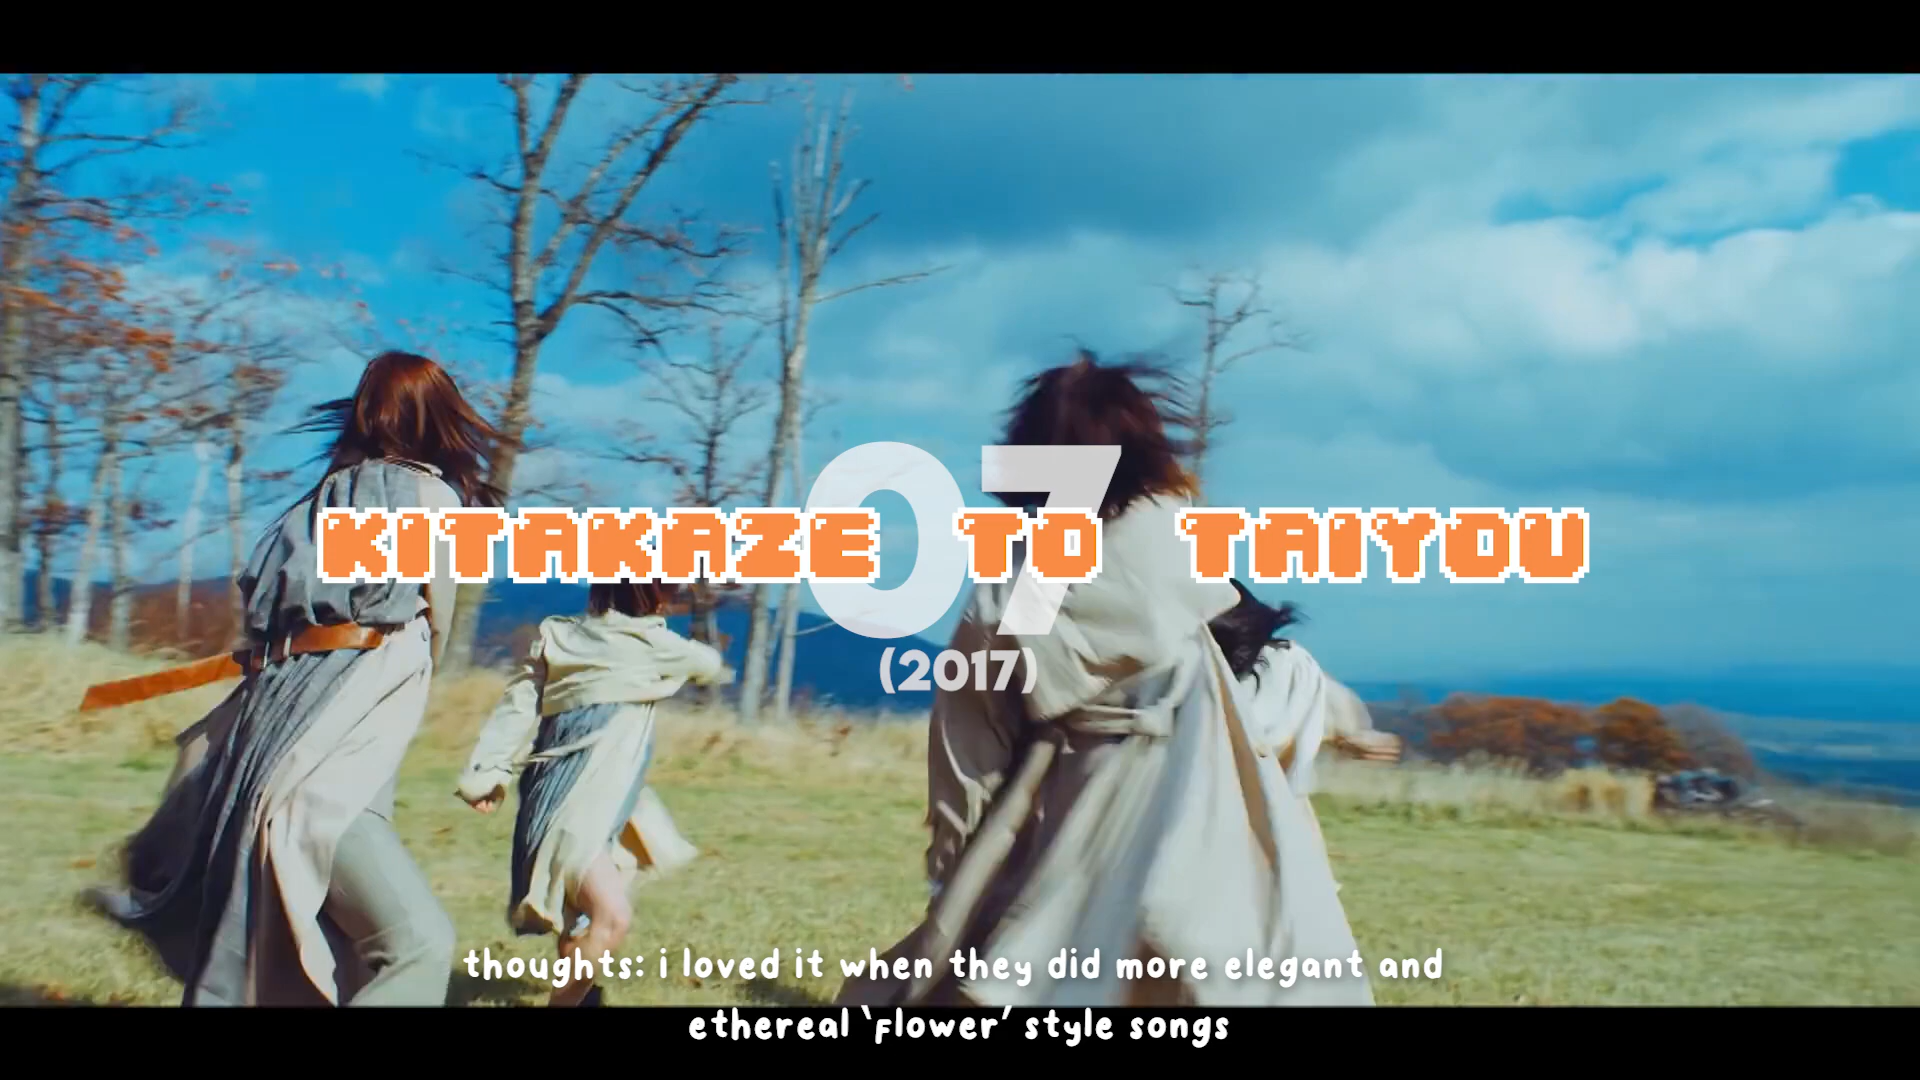 07
KITAKAZE TO TAIYOU
(2017)
thoughts: i loved it when they did more elegant and
ethereal 'flower' style songs